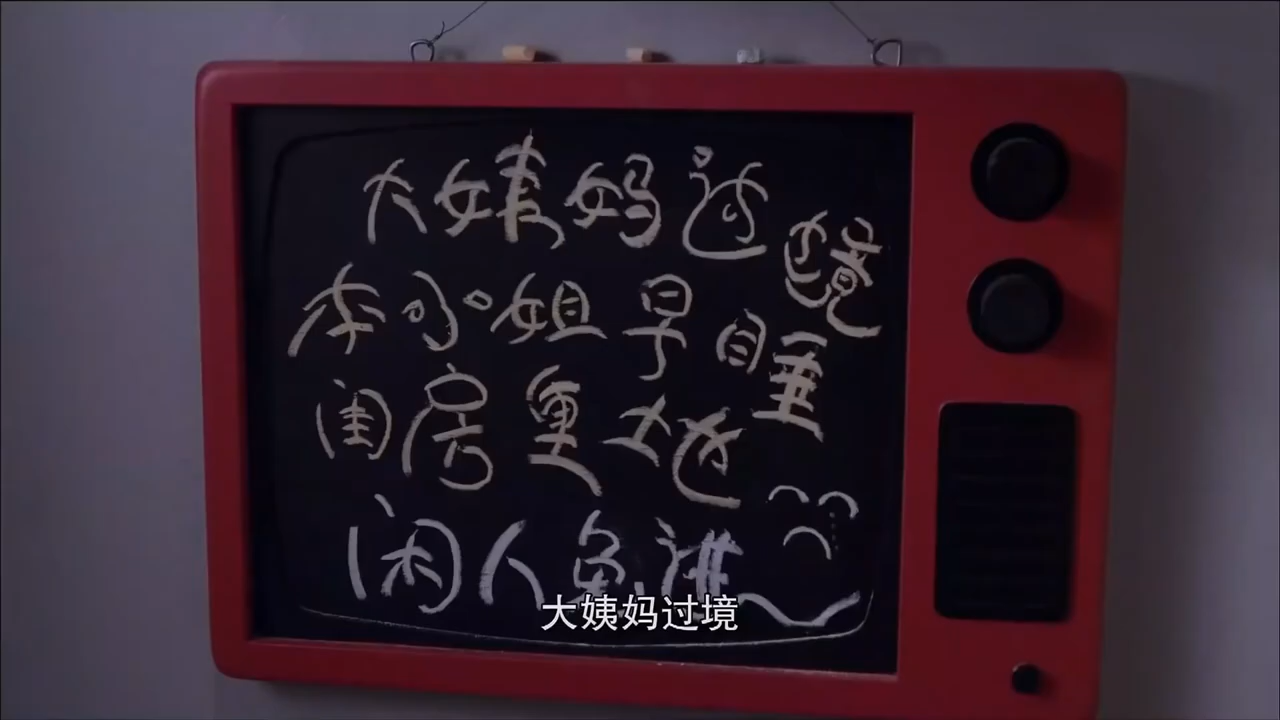 大姨妈过境
李小姐早睡
闺房重地
闲人免进
大姨妈过境